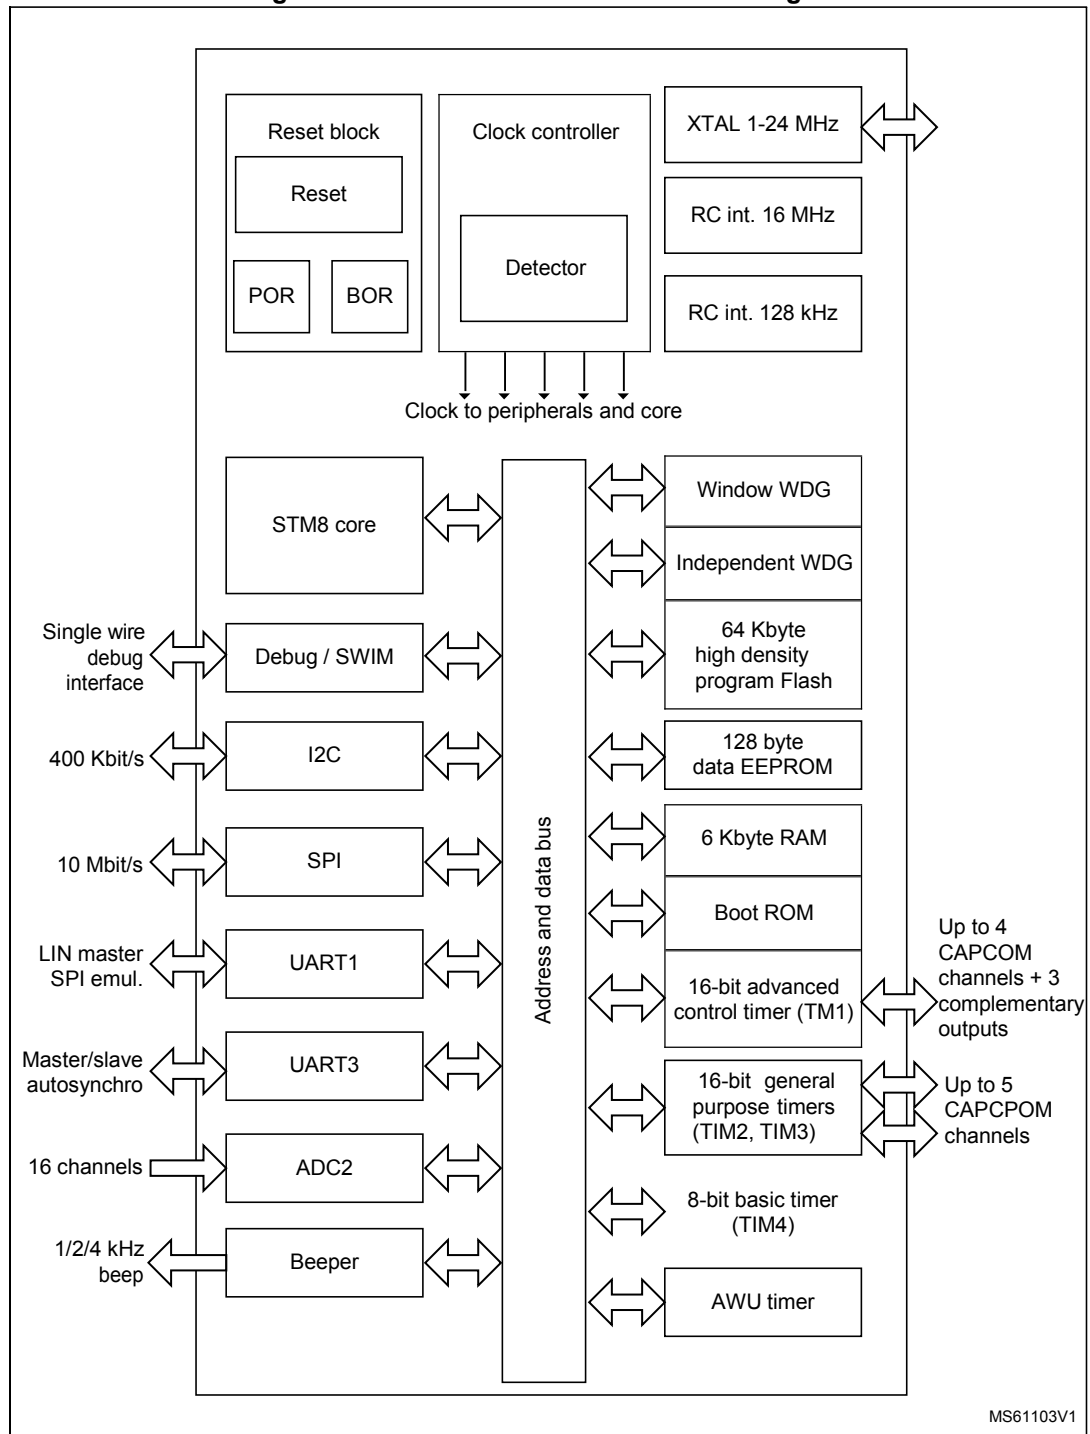 Reset block
Reset
POR
BOR
Clock controller
Detector
XTAL 1-24 MHz
RC int. 16 MHz
RC int. 128 kHz
Clock to peripherals and core
STM8 core
Single wire
debug
interface
Debug / SWIM
400 Kbit/s
I2C
10 Mbit/s
SPI
LIN master
SPI emul.
UART1
Master/slave
autosynchro
UART3
16 channels
ADC2
1/2/4 kHz
beep
Beeper
Address and data bus
Window WDG
Independent WDG
64 Kbyte
high density
program Flash
128 byte
data EEPROM
6 Kbyte RAM
Boot ROM
16-bit advanced
control timer (TM1)
Up to 4
CAPCOM
channels + 3
complementary
outputs
16-bit general
purpose timers
(TIM2, TIM3)
Up to 5
CAPCPOM
channels
8-bit basic timer
(TIM4)
AWU timer
MS61103V1